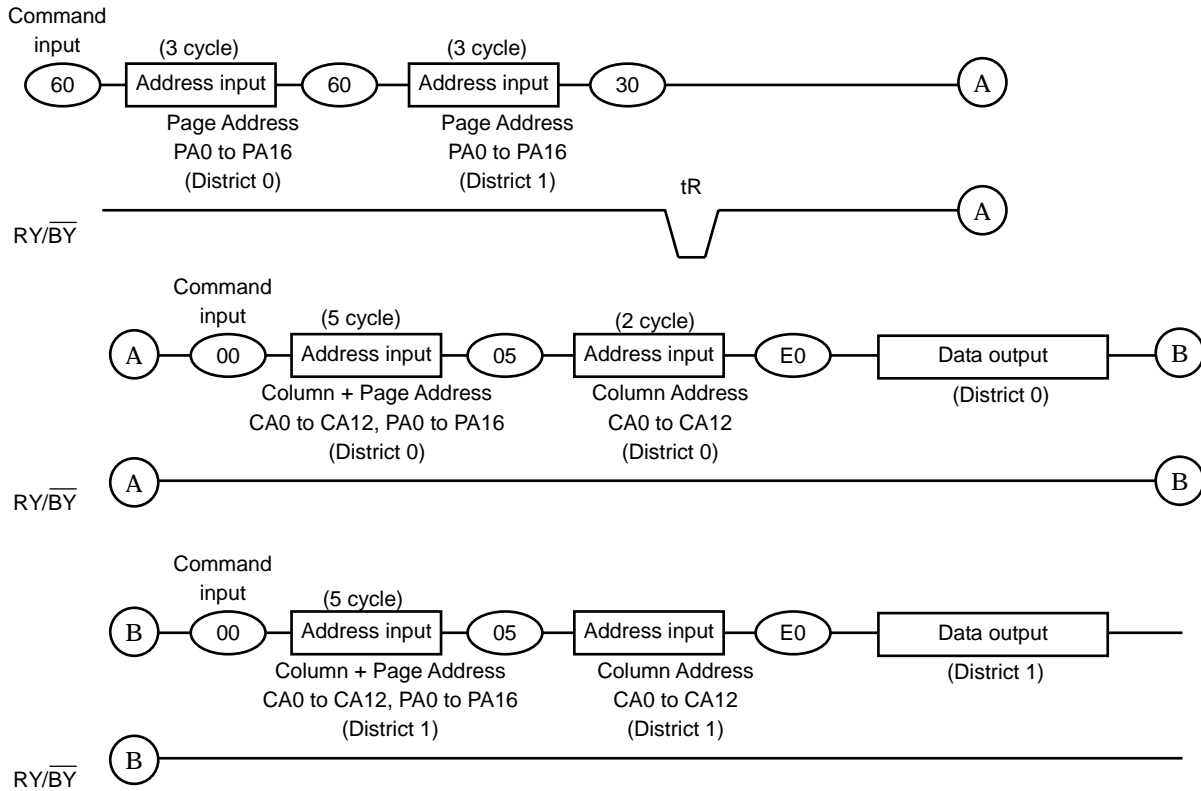 Command
input
(3 cycle) (3 cycle)
60 Address input 60 Address input 30 A
Page Address Page Address
PA0 to PA16 PA0 to PA16
(District 0) (District 1)
tR
A
RY/BY
Command
input
(5 cycle) (2 cycle)
A 00 Address input 05 Address input E0 Data output B
Column + Page Address Column Address (District 0)
CA0 to CA12, PA0 to PA16 CA0 to CA12
(District 0) (District 0)
A B
RY/BY
Command
input
(5 cycle)
B 00 Address input 05 Address input E0 Data output
Column + Page Address Column Address (District 1)
CA0 to CA12, PA0 to PA16 CA0 to CA12
(District 1) (District 1)
B
RY/BY